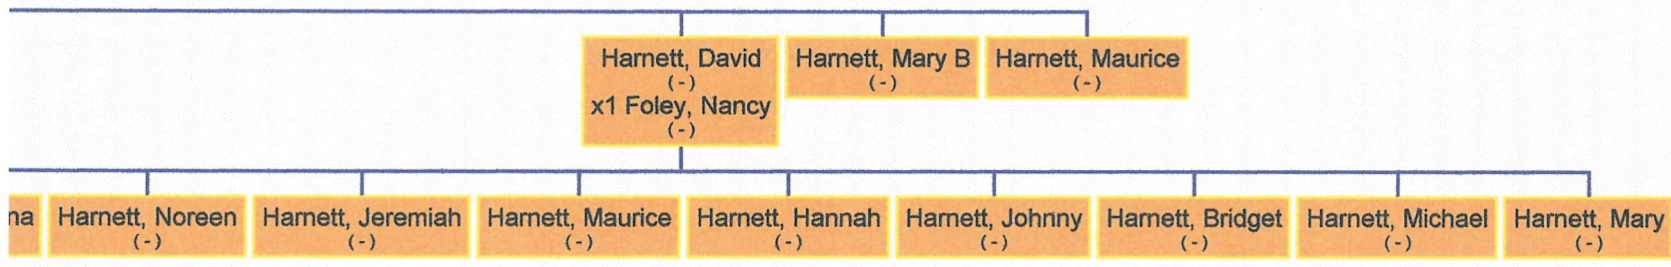 Harnett, David
(-)
x1 Foley, Nancy
(-)
Harnett, Mary B
(-)
Harnett, Maurice
(-)
na
(-)
Harnett, Noreen
(-)
Harnett, Jeremiah
(-)
Harnett, Maurice
(-)
Harnett, Hannah
(-)
Harnett, Johnny
(-)
Harnett, Bridget
(-)
Harnett, Michael
(-)
Harnett, Mary
(-)